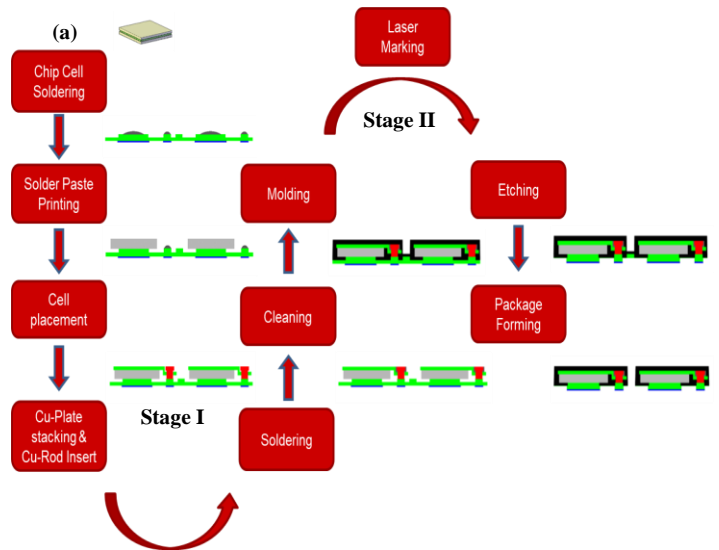 (a)
Chip Cell
Soldering
Solder Paste
Printing
Cell
placement
Cu-Plate
stacking &
Cu-Rod Insert
Stage I
Soldering
Cleaning
Molding
Stage II
Laser
Marking
Etching
Package
Forming